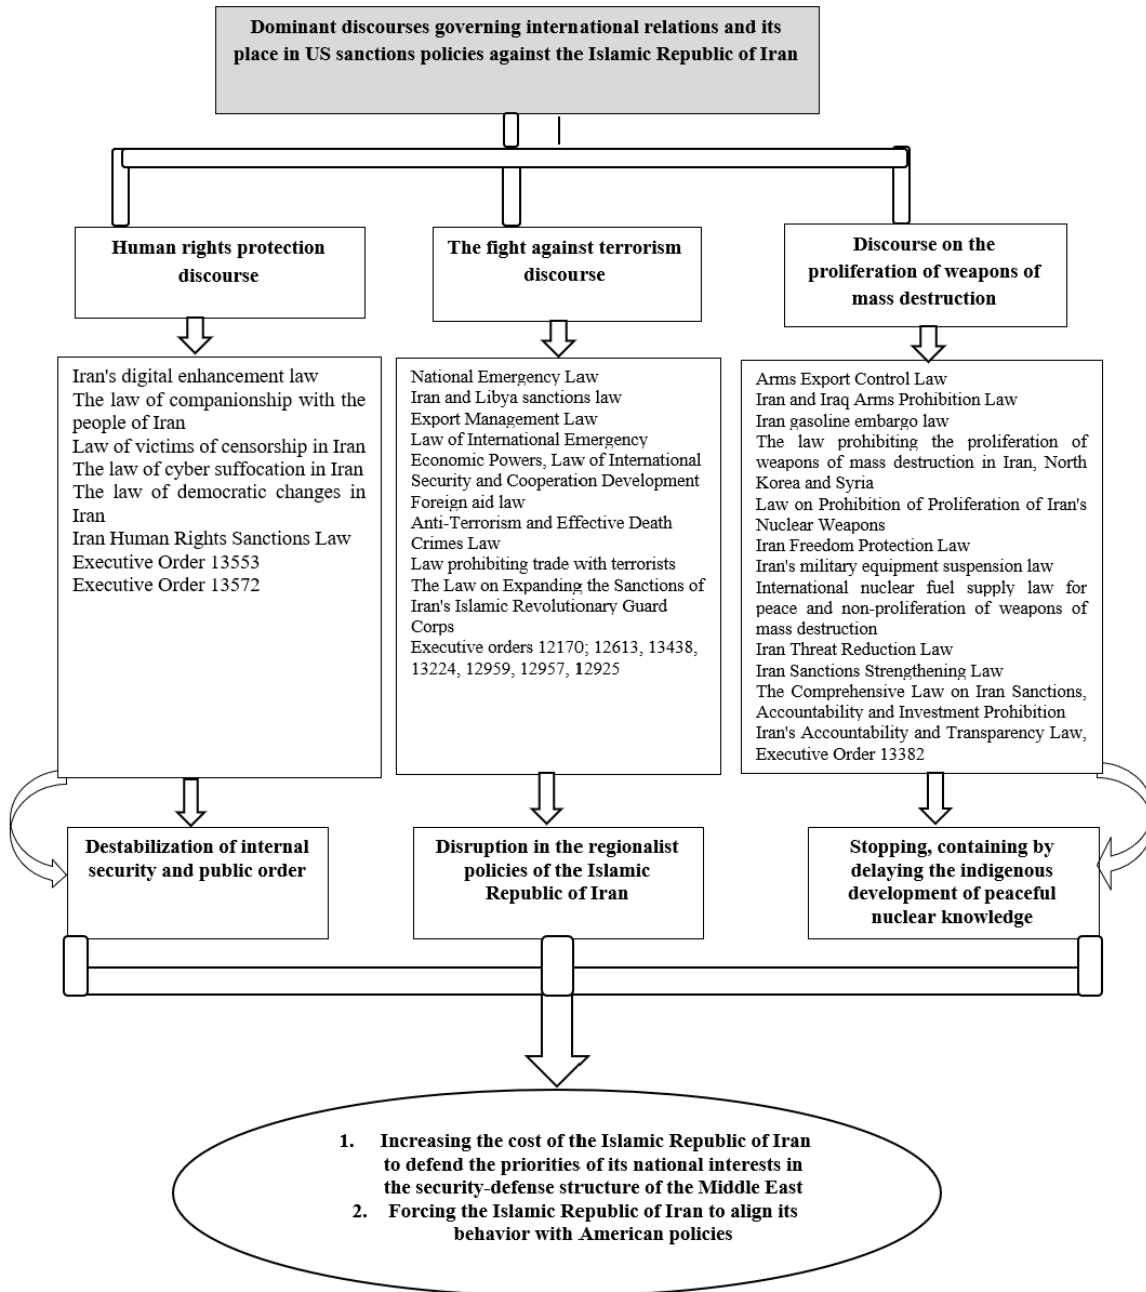 Dominant discourses governing international relations and its
place in US sanctions policies against the Islamic Republic of Iran
Human rights protection
discourse
The fight against terrorism
discourse
Discourse on the
proliferation of weapons of
mass destruction
Iran's digital enhancement law
The law of companionship with the
people of Iran
Law of victims of censorship in Iran
The law of cyber suffocation in Iran
The law of democratic changes in
Iran
Iran Human Rights Sanctions Law
Executive Order 13553
Executive Order 13572
National Emergency Law
Iran and Libya sanctions law
Export Management Law
Law of International Emergency
Economic Powers, Law of International
Security and Cooperation Development
Foreign aid law
Anti-Terrorism and Effective Death
Crimes Law
Law prohibiting trade with terrorists
The Law on Expanding the Sanctions of
Iran's Islamic Revolutionary Guard
Corps
Executive orders 12170; 12613, 13438,
13224, 12959, 12957, 12925
Arms Export Control Law
Iran and Iraq Arms Prohibition Law
Iran gasoline embargo law
The law prohibiting the proliferation of
weapons of mass destruction in Iran, North
Korea and Syria
Law on Prohibition of Proliferation of Iran's
Nuclear Weapons
Iran Freedom Protection Law
Iran's military equipment suspension law
International nuclear fuel supply law for
peace and non-proliferation of weapons of
mass destruction
Iran Threat Reduction Law
Iran Sanctions Strengthening Law
The Comprehensive Law on Iran Sanctions,
Accountability and Investment Prohibition
Iran's Accountability and Transparency Law,
Executive Order 13382
Destabilization of internal
security and public order
Disruption in the regionalist
policies of the Islamic
Republic of Iran
Stopping, containing by
delaying the indigenous
development of peaceful
nuclear knowledge
1. Increasing the cost of the Islamic Republic of Iran
to defend the priorities of its national interests in
the security-defense structure of the Middle East
2. Forcing the Islamic Republic of Iran to align its
behavior with American policies